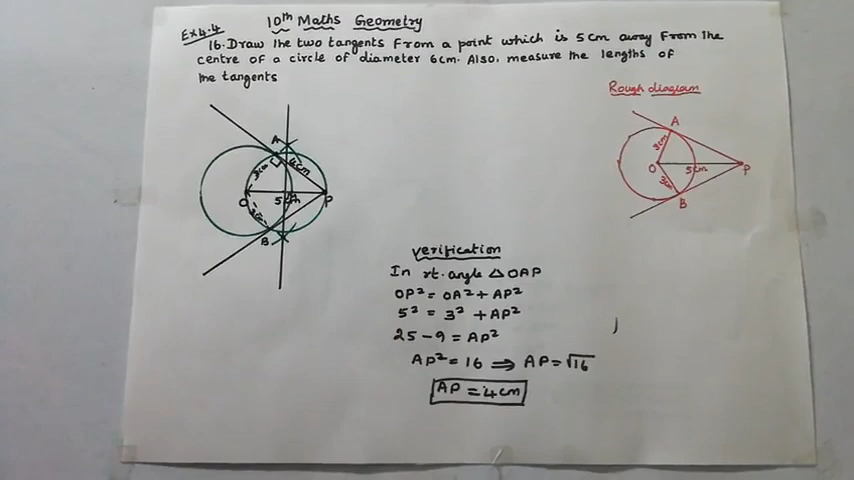 Ex 4.4
10th Maths Geometry
16. Draw the two tangents from a point which is 5cm away from the
centre of a circle of diameter 6cm. Also, measure the lengths of
the tangents
Rough diagram
A
3cm
O
5cm
P
3cm
B
A
4cm
3cm
O
5cm
P
3cm
B
verification
In rt. angle △ OAP
OP² = OA² + AP²
5² = 3² + AP²
25 - 9 = AP²
AP² = 16 ⟹ AP = √16
AP = 4cm